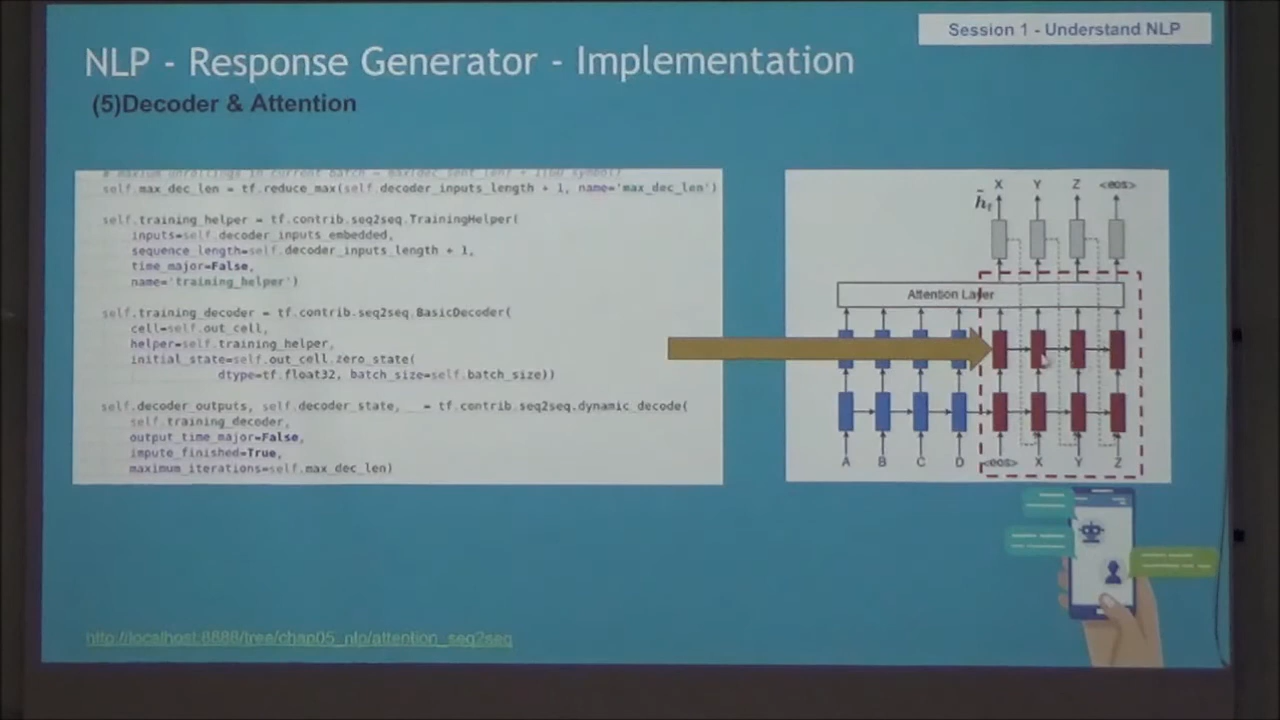 Session 1 - Understand NLP
NLP - Response Generator - Implementation
(5)Decoder & Attention
self.max_dec_len = tf.reduce_max(self.decoder_inputs_length + 1, name='max_dec_len')
self.training_helper = tf.contrib.seq2seq.TrainingHelper(
inputs=self.decoder_inputs_embedded,
sequence_length=self.decoder_inputs_length + 1,
time_major=False,
name='training_helper')
self.training_decoder = tf.contrib.seq2seq.BasicDecoder(
cell=self.out_cell,
helper=self.training_helper,
initial_state=self.out_cell.zero_state(
dtype=tf.float32, batch_size=self.batch_size))
self.decoder_outputs, self.decoder_state, _ = tf.contrib.seq2seq.dynamic_decode(
self.training_decoder,
output_time_major=False,
impute_finished=True,
maximum_iterations=self.max_dec_len)
X Y Z <eos>
Attention Layer
A B C D <eos> X Y Z
http://localhost:8888/tree/chap05_nlp/attention_seq2seq